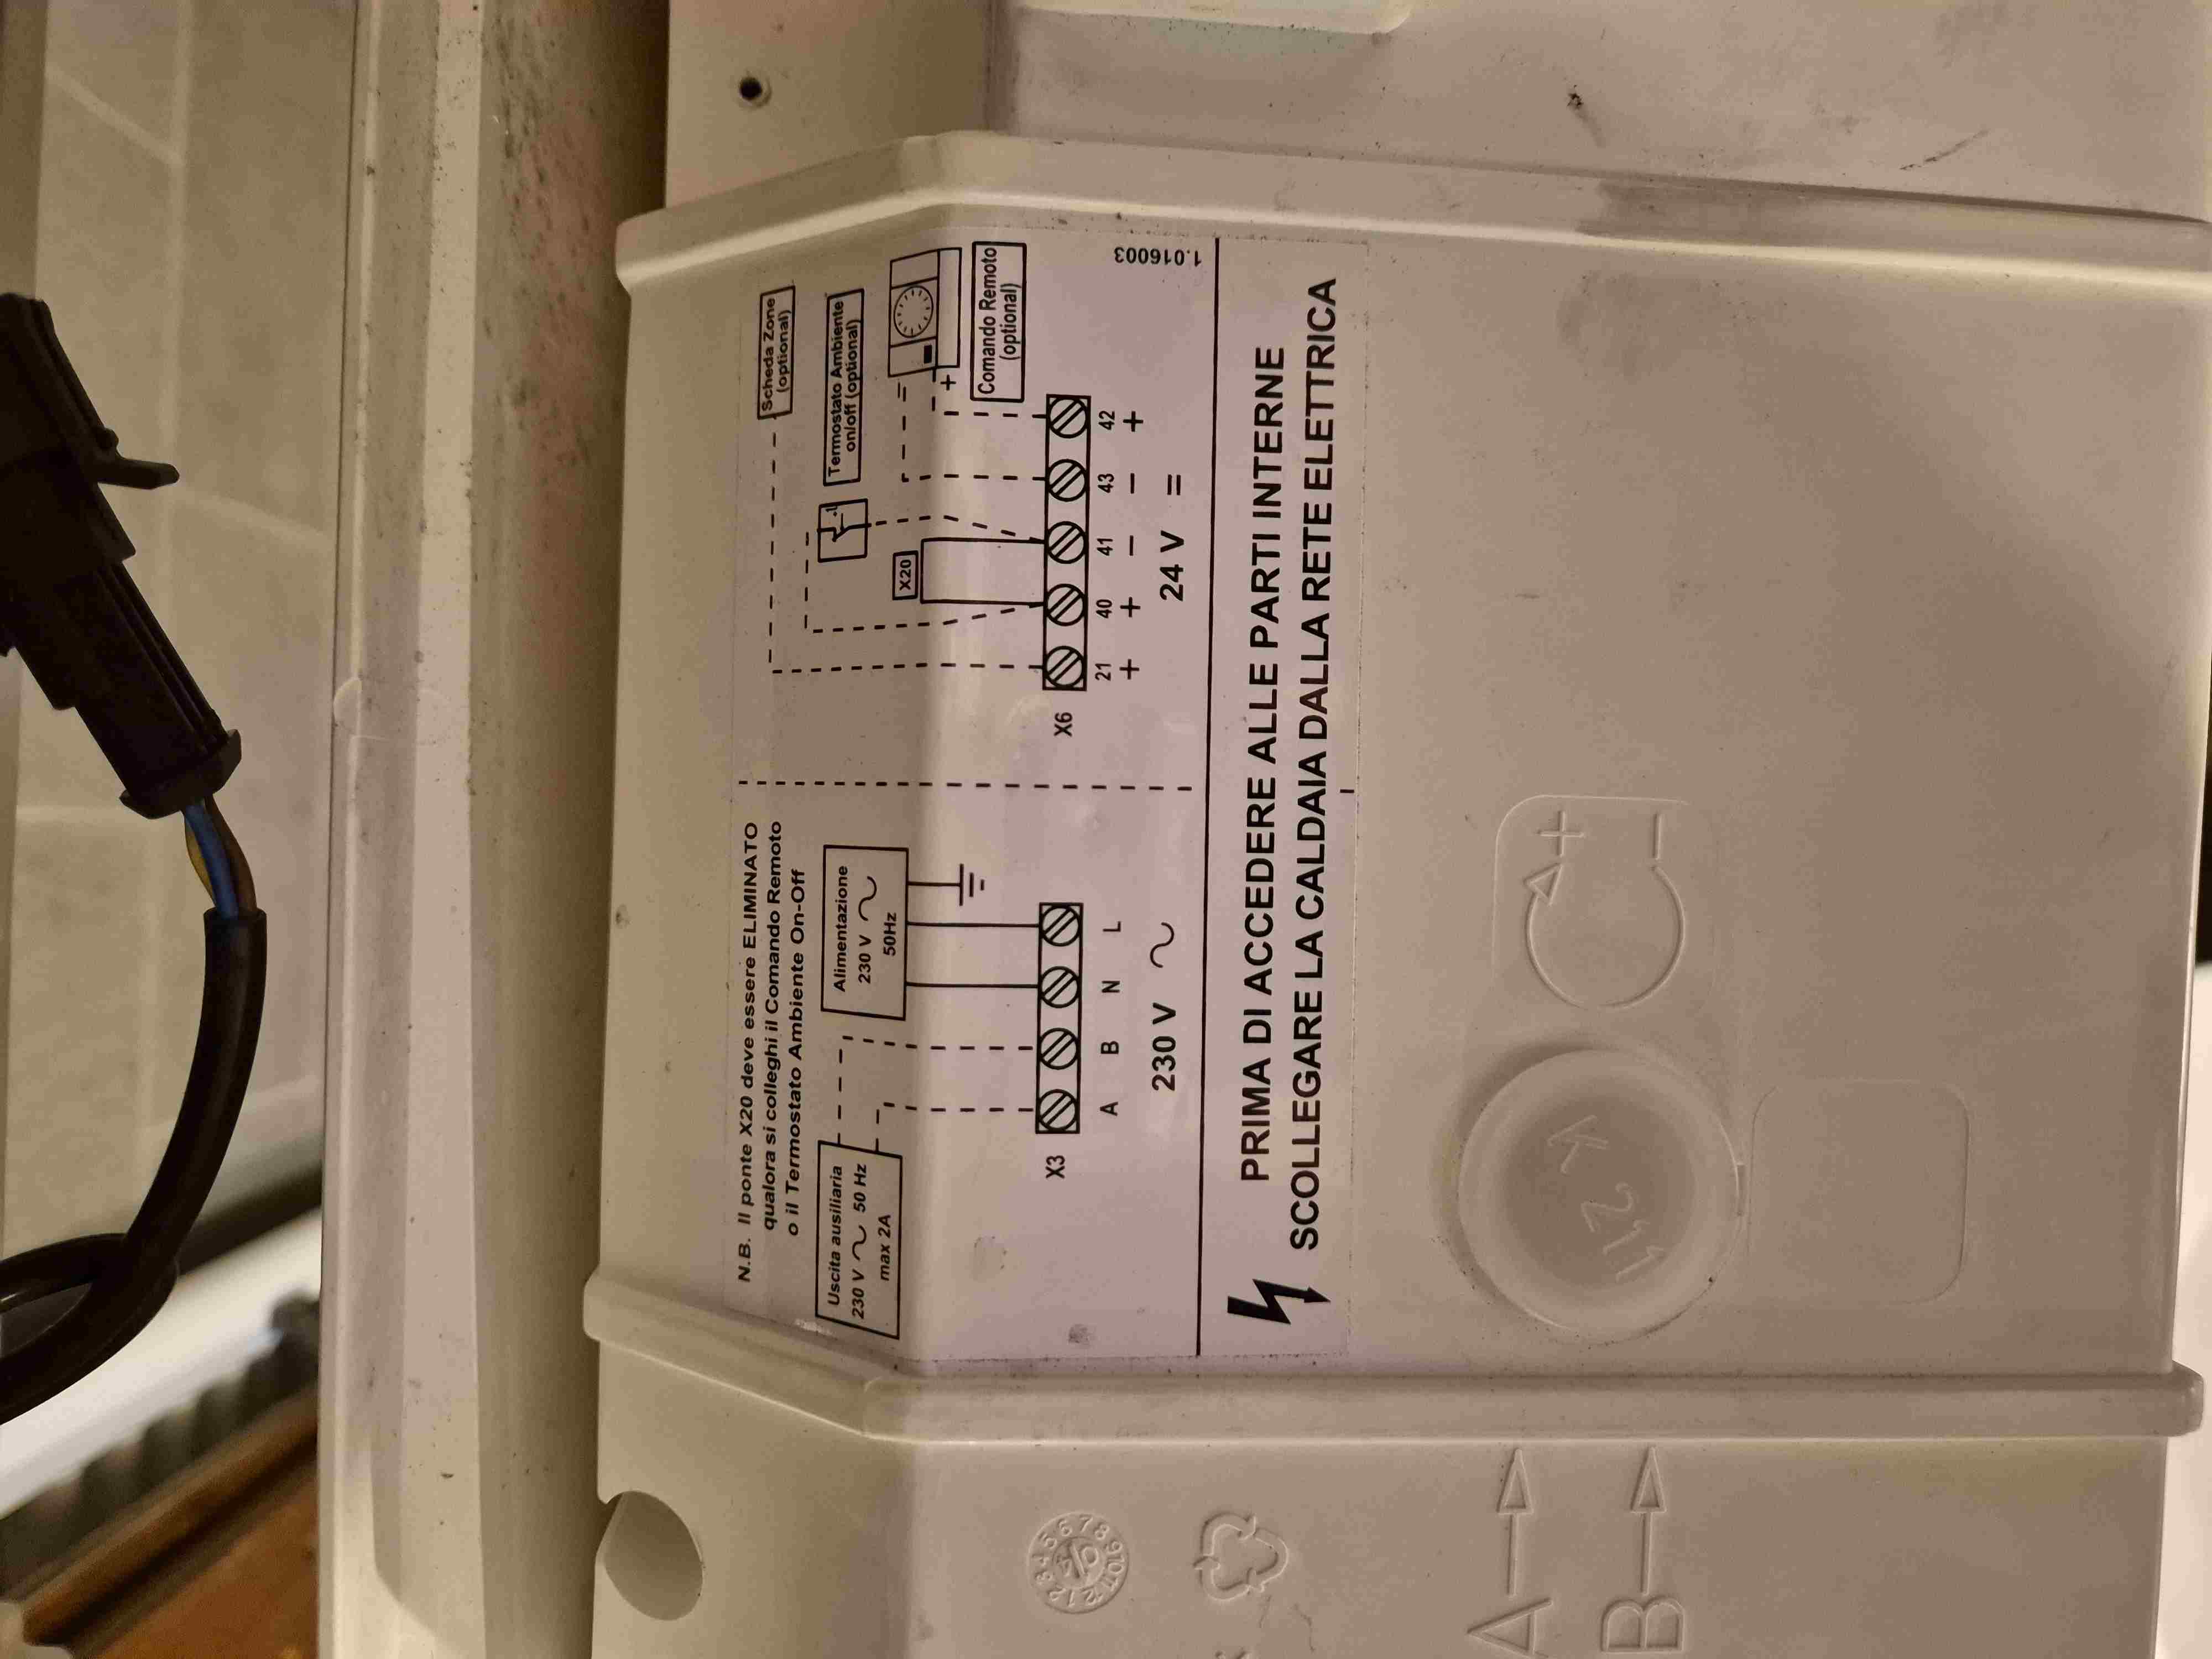 N.B. Il ponte X20 deve essere ELIMINATO
qualora si colleghi il Comando Remoto
o il Termostato Ambiente On-Off
Uscita ausiliaria
230 V ~ 50 Hz
max 2A
Alimentazione
230 V ~
50Hz
X3
A B N L
230 V ~
Scheda Zone
(optional)
Termostato Ambiente
on/off (optional)
X20
+
=
Comando Remoto
(optional)
X6
21 40 41 43 42
+ + - - +
24 V =
1.016003
PRIMA DI ACCEDERE ALLE PARTI INTERNE
SCOLLEGARE LA CALDAIA DALLA RETE ELETTRICA
+
-
A
B